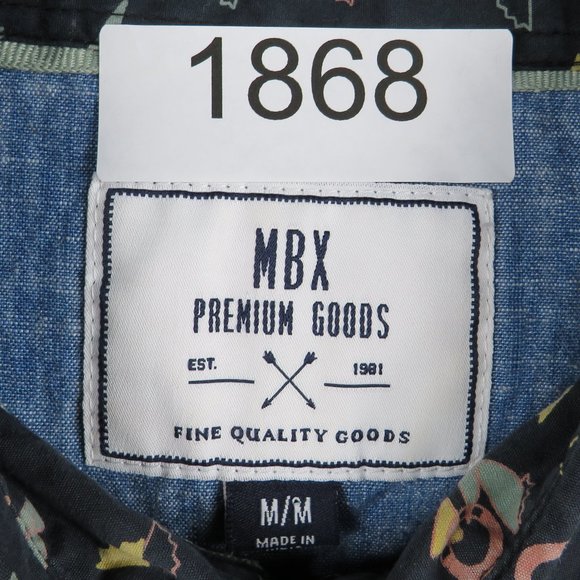 1868
MBX
PREMIUM GOODS
EST. 1981
FINE QUALITY GOODS
M/M
MADE IN